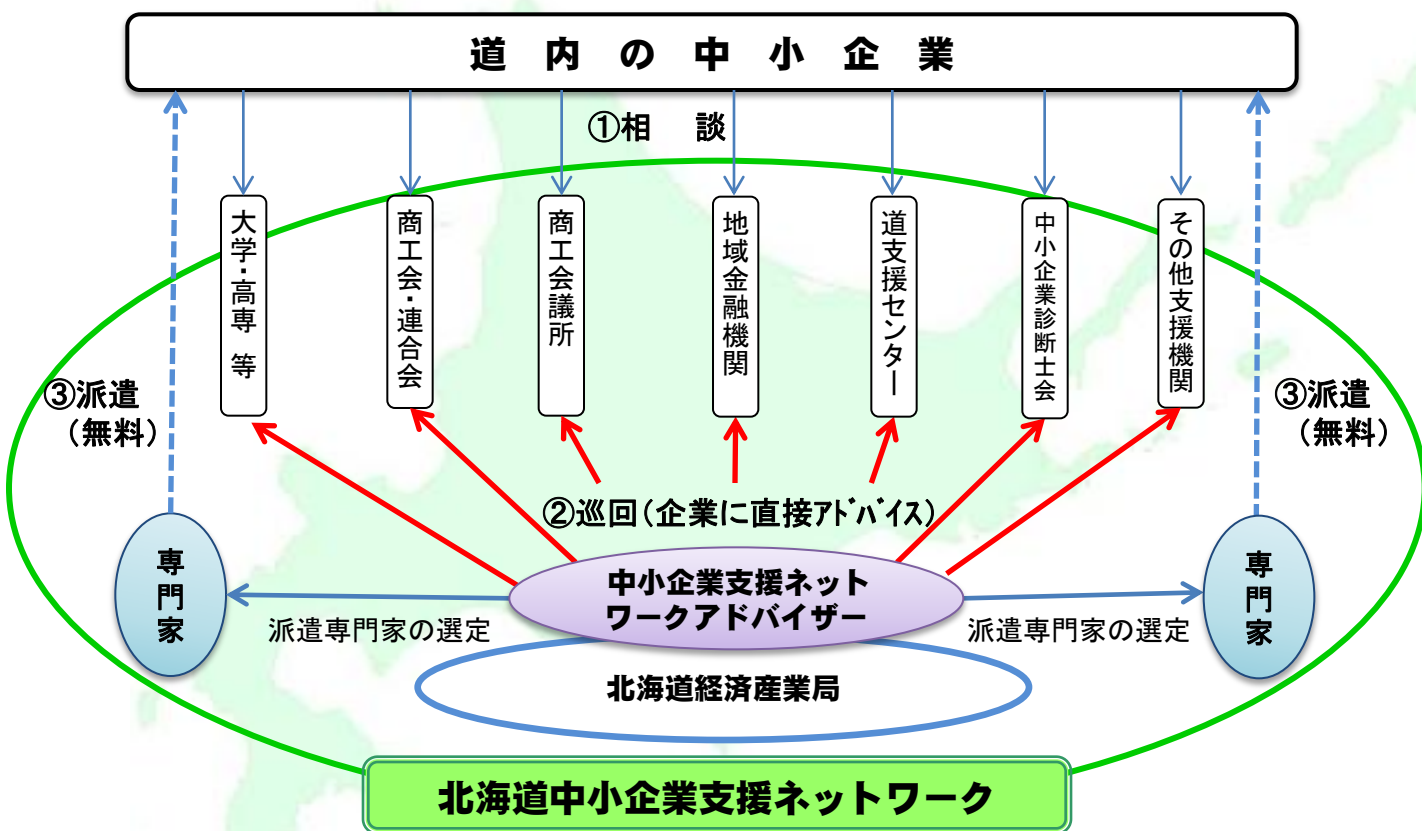 道内の中小企業
①相 談
大学・高専 等
商工会・連合会
商工会議所
地域金融機関
道支援センター
中小企業診断士会
その他支援機関
③派遣
（無料）
③派遣
（無料）
②巡回（企業に直接ｱﾄﾞﾊﾞｲｽ）
専門家
中小企業支援ネット
ワークアドバイザー
専門家
派遣専門家の選定
派遣専門家の選定
北海道経済産業局
北海道中小企業支援ネットワーク